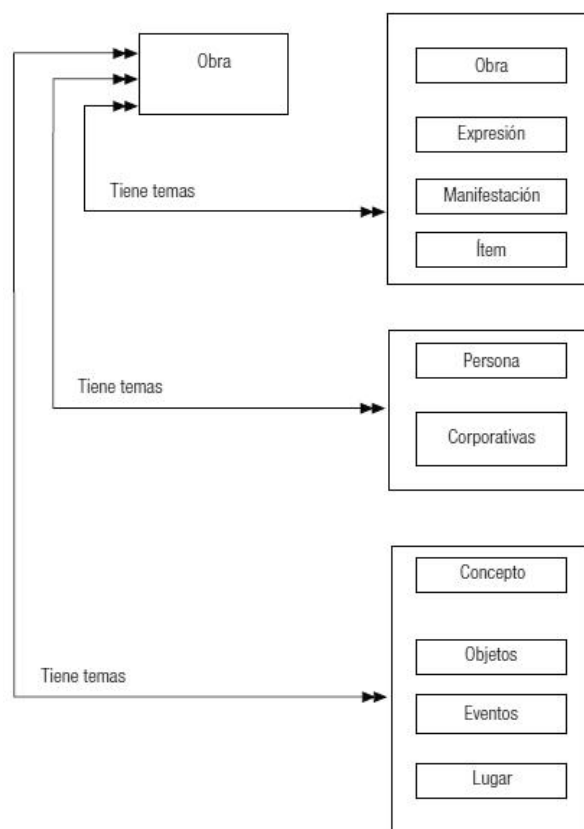 Obra
Obra
Expresión
Tiene temas
Manifestación
Ítem
Persona
Tiene temas
Corporativas
Concepto
Objetos
Tiene temas
Eventos
Lugar